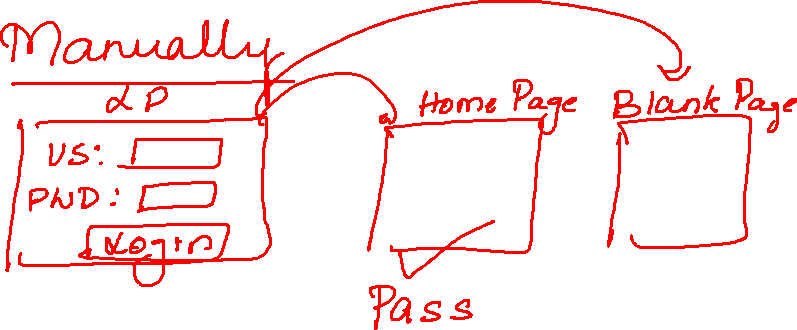 Manually
LP
Home Page
Blank Page
US:
PWD:
Login
Pass